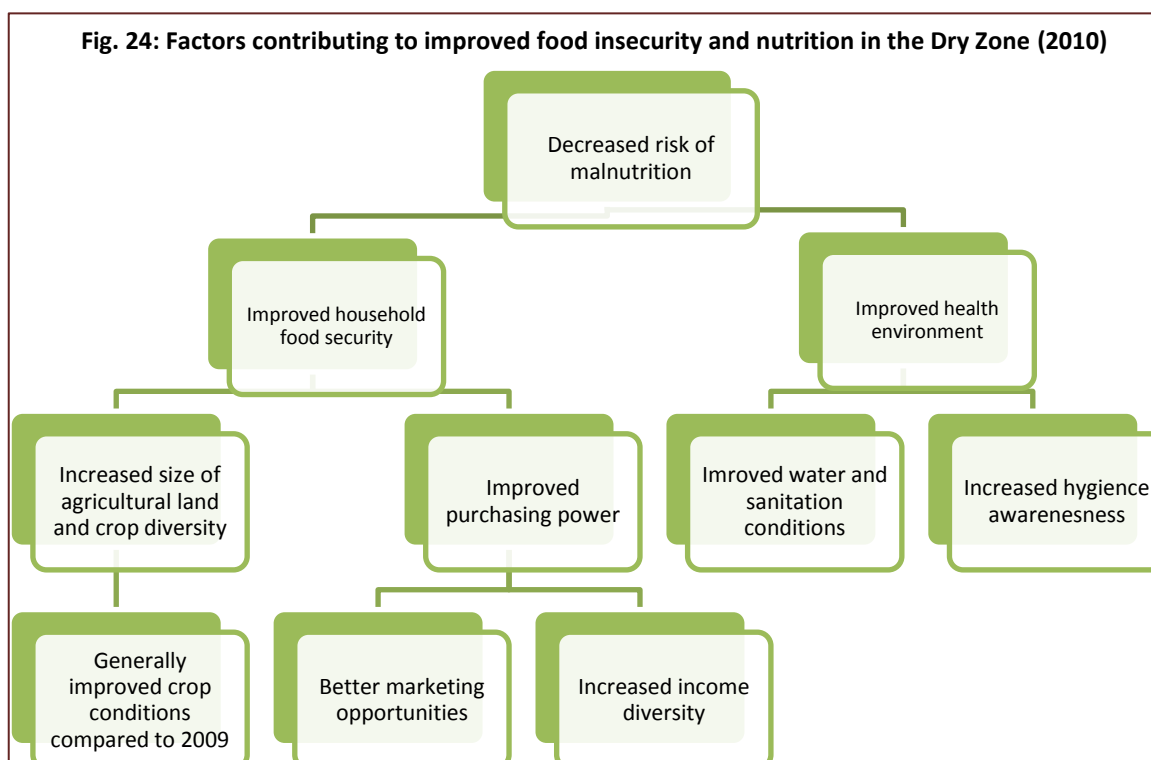 Fig. 24: Factors contributing to improved food insecurity and nutrition in the Dry Zone (2010)
Decreased risk of
malnutrition
Improved household
food security
Improved health
environment
Increased size of
agricultural land
and crop diversity
Improved
purchasing power
Imroved water and
sanitation
conditions
Increased hygience
awarenesness
Generally
improved crop
conditions
compared to 2009
Better marketing
opportunities
Increased income
diversity